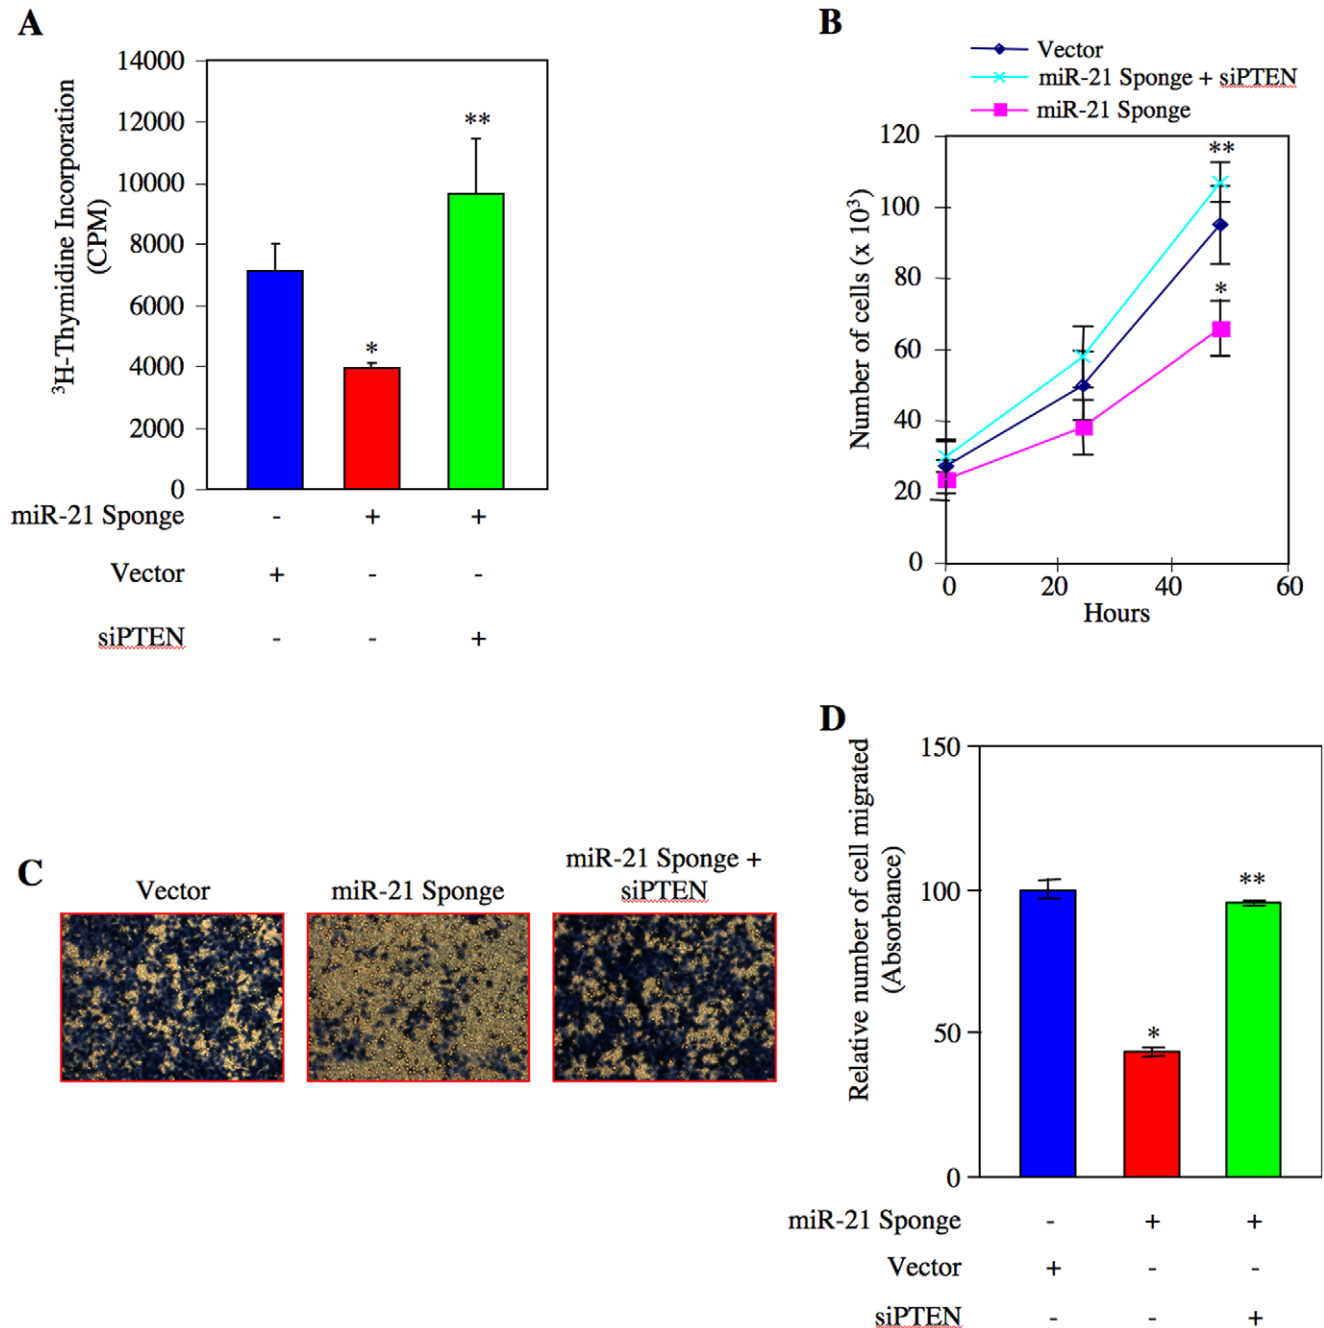 A
14000
12000
10000
8000
6000
4000
2000
0
³H-Thymidine Incorporation
(CPM)
*
**
miR-21 Sponge - + +
Vector + - -
siPTEN - - +
B
Vector
miR-21 Sponge + siPTEN
miR-21 Sponge
120
100
80
60
40
20
0
Number of cells (x 10³)
**
*
0 20 40 60
Hours
C
Vector
miR-21 Sponge
miR-21 Sponge +
siPTEN
D
150
100
50
0
Relative number of cell migrated
(Absorbance)
*
**
miR-21 Sponge - + +
Vector + - -
siPTEN - - +